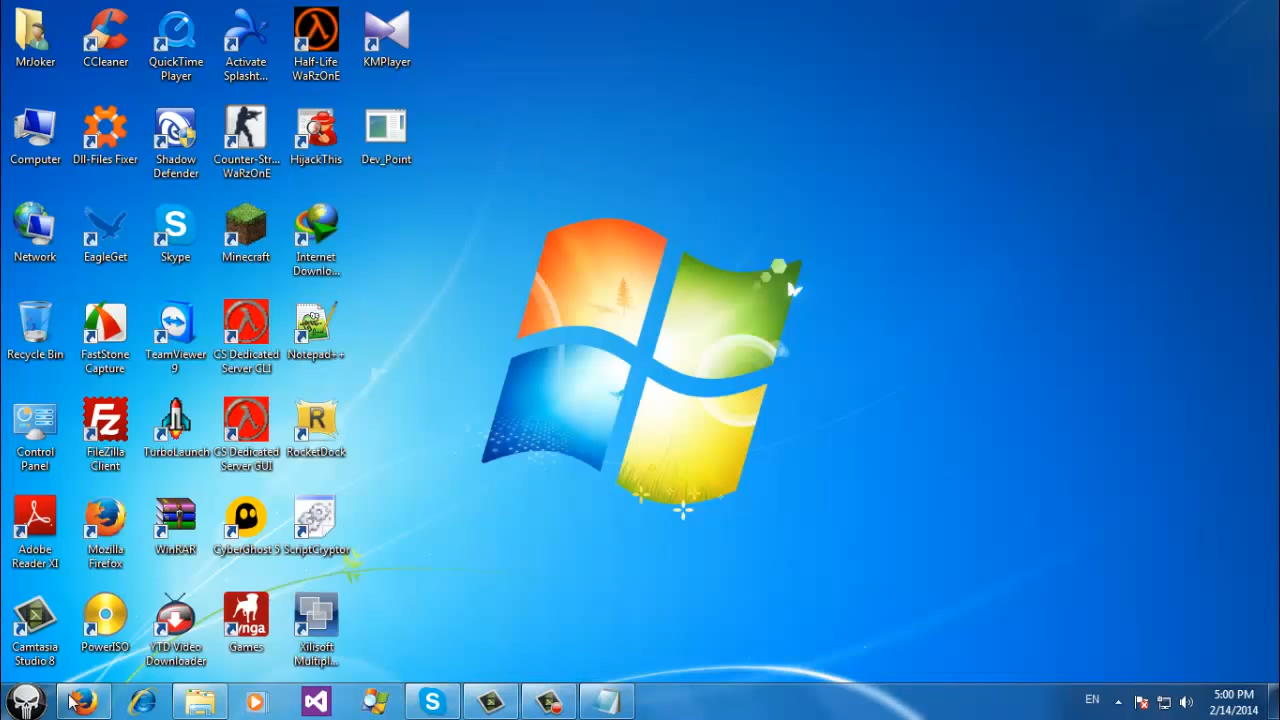 MrJoker
CCleaner
QuickTime
Player
Activate
Splasht...
Half-Life
WaRzOnE
KMPlayer
Computer
Dll-Files Fixer
Shadow
Defender
Counter-Str...
WaRzOnE
HijackThis
Dev_Point
Network
EagleGet
Skype
Minecraft
Internet
Downlo...
Recycle Bin
FastStone
Capture
TeamViewer
9
CS Dedicated
Server CLI
Notepad++
Control
Panel
FileZilla
Client
TurboLaunch
CS Dedicated
Server GUI
RocketDock
Adobe
Reader XI
Mozilla
Firefox
WinRAR
CyberGhost 5
ScriptCryptor
Camtasia
Studio 8
PowerISO
YTD Video
Downloader
Games
Xilisoft
Multipl...
EN
5:00 PM
2/14/2014